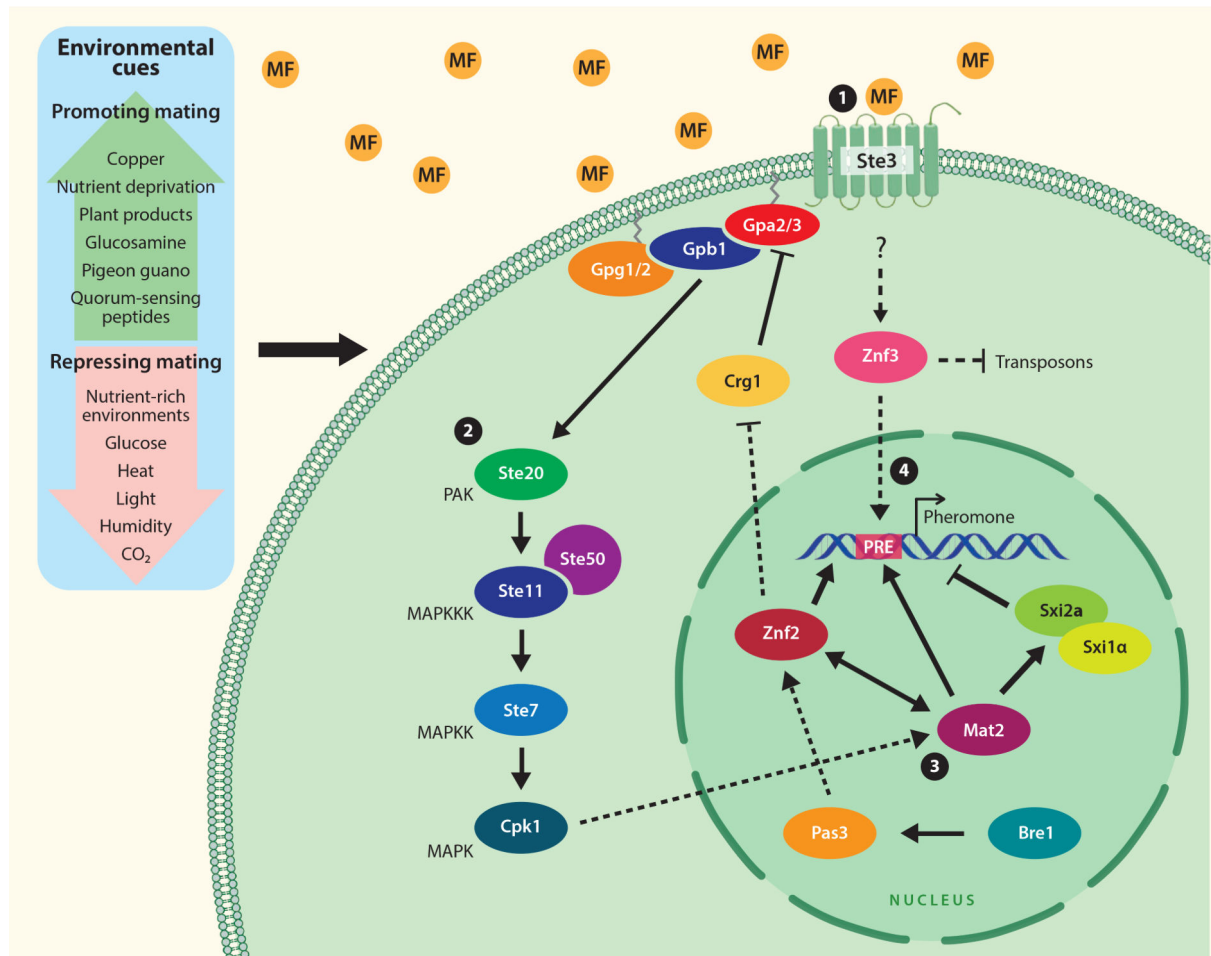 Environmental
cues
Promoting mating
Copper
Nutrient deprivation
Plant products
Glucosamine
Pigeon guano
Quorum-sensing
peptides
Repressing mating
Nutrient-rich
environments
Glucose
Heat
Light
Humidity
CO₂
MF
MF
MF
MF
MF
MF
MF
MF
MF
1
MF
Ste3
Gpa2/3
Gpb1
Gpg1/2
?
Znf3
Transposons
Crg1
2
Ste20
PAK
Ste50
Ste11
MAPKKK
Ste7
MAPKK
Cpk1
MAPK
4
Pheromone
PRE
Sxi2a
Sxi1α
Znf2
Mat2
3
Pas3
Bre1
NUCLEUS